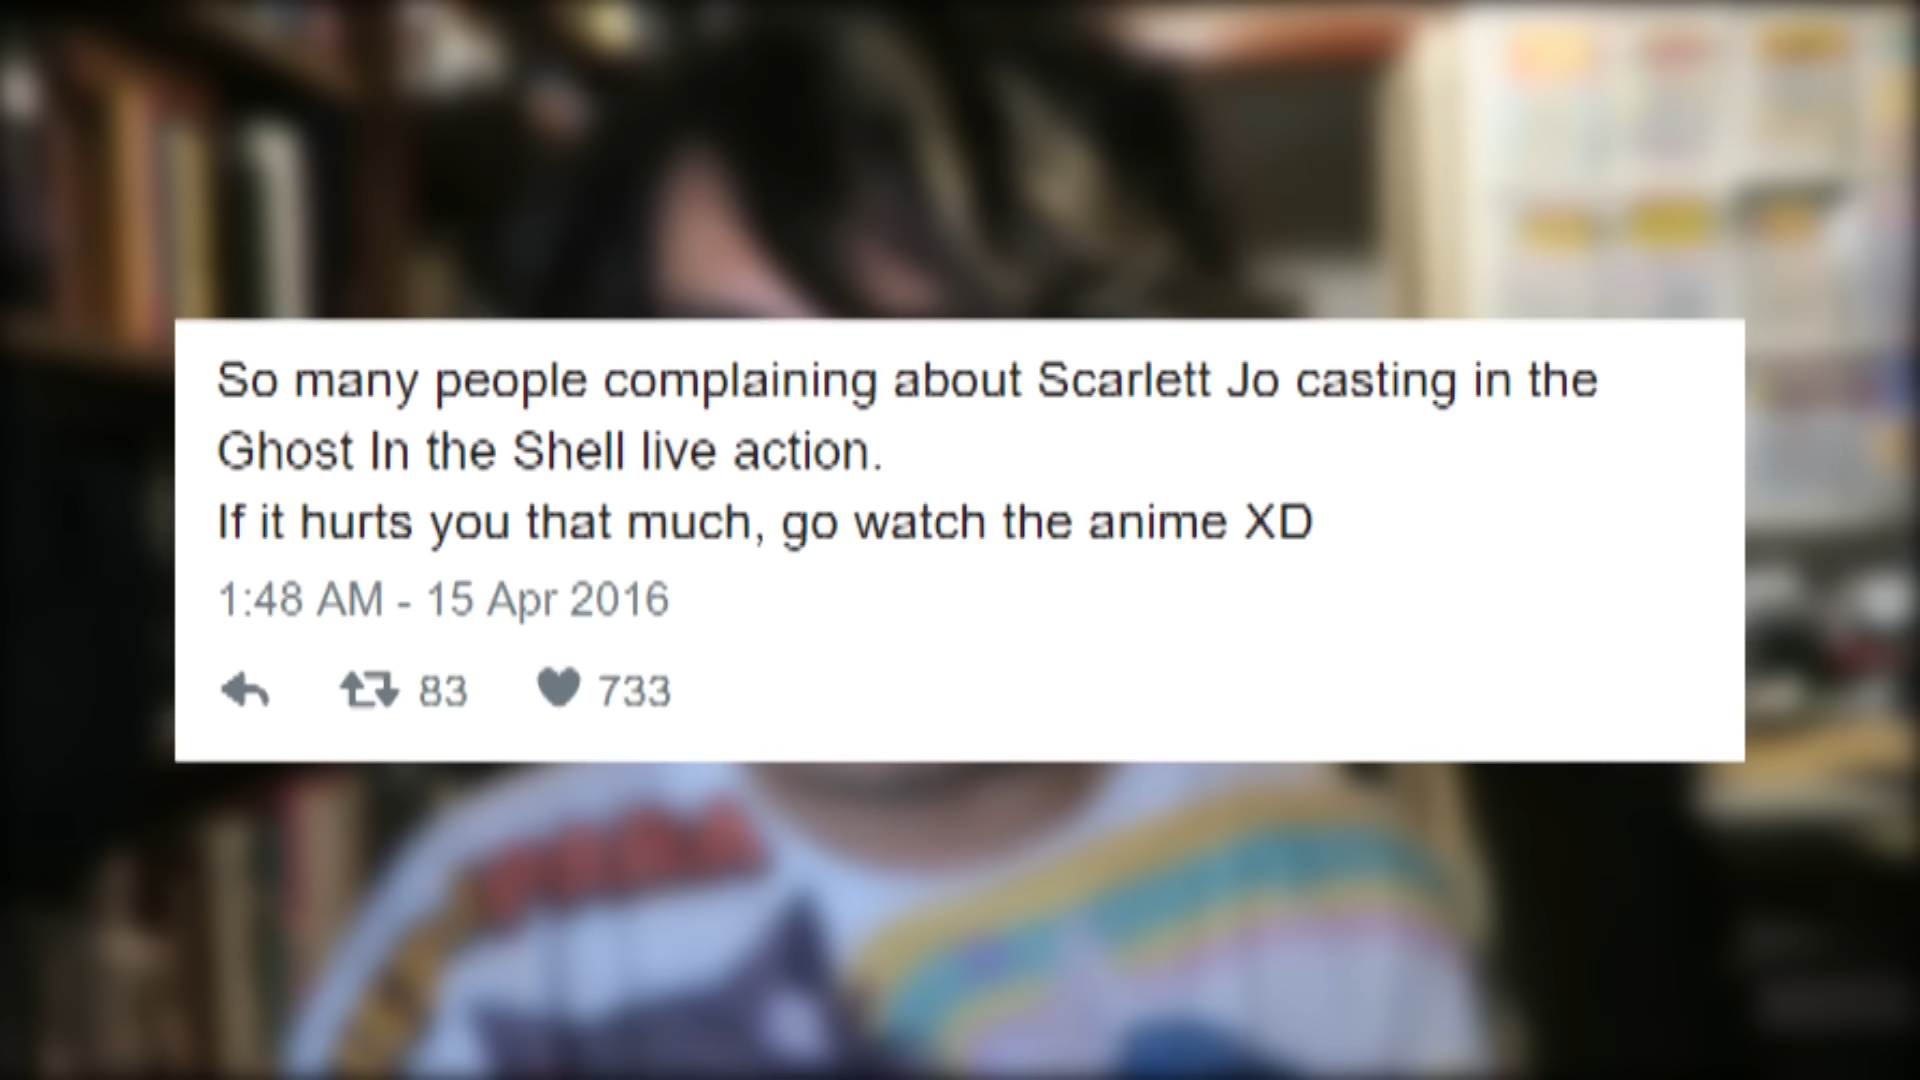 So many people complaining about Scarlett Jo casting in the
Ghost In the Shell live action.
If it hurts you that much, go watch the anime XD
1:48 AM - 15 Apr 2016
83 733